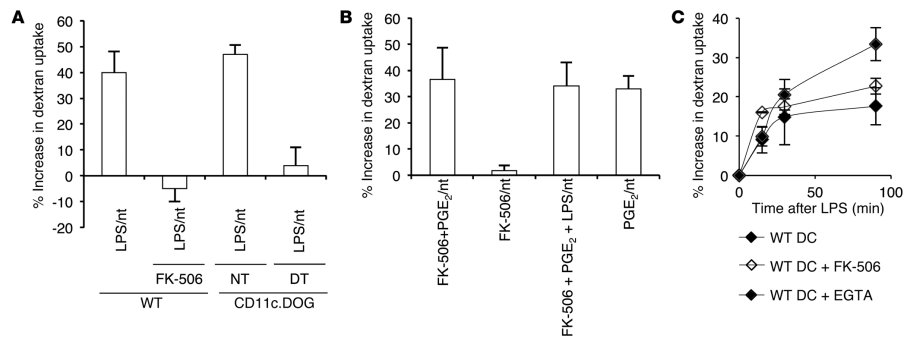 A
% Increase in dextran uptake
60
50
40
30
20
10
0
-10
-20
LPS/nt
LPS/nt
LPS/nt
LPS/nt
FK-506
NT
DT
WT
CD11c.DOG
B
% Increase in dextran uptake
60
50
40
30
20
10
0
FK-506+PGE₂/nt
FK-506/nt
FK-506 + PGE₂ + LPS/nt
PGE₂/nt
C
% Increase in dextran uptake
40
30
20
10
0
0
50
100
Time after LPS (min)
WT DC
WT DC + FK-506
WT DC + EGTA